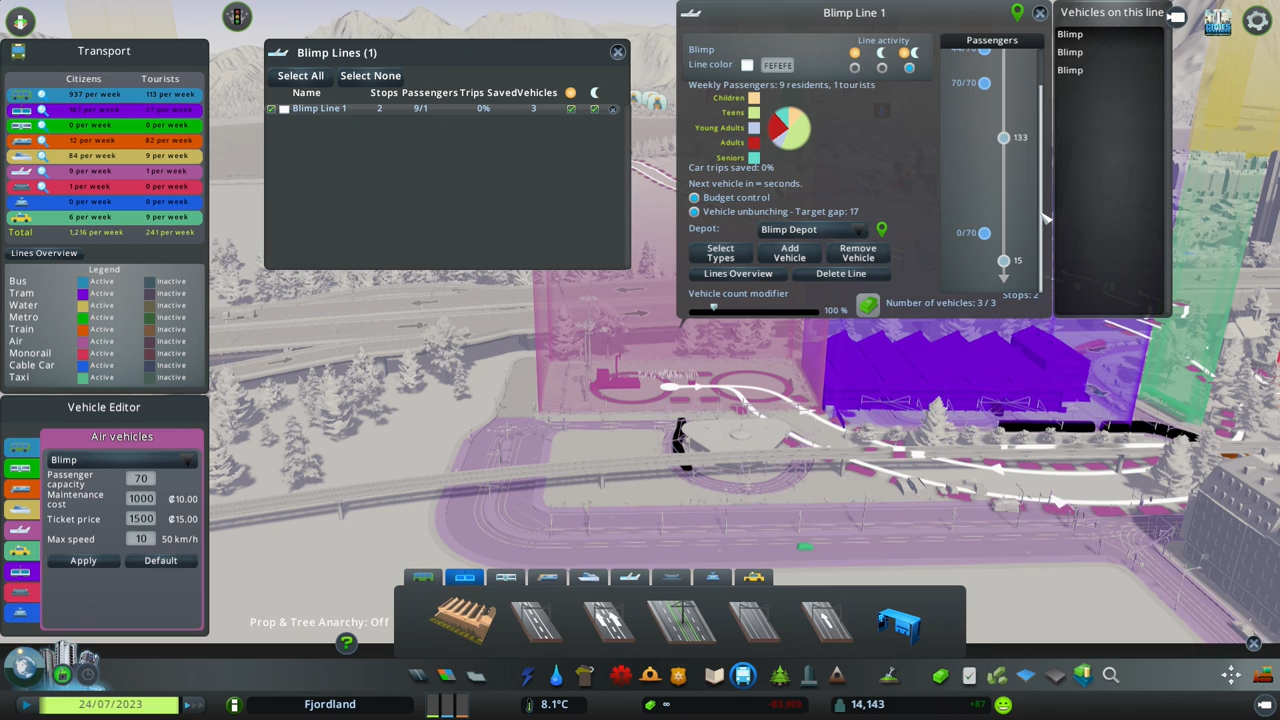 Transport
Citizens Tourists
937 per week 113 per week
167 per week 27 per week
0 per week 0 per week
12 per week 82 per week
84 per week 9 per week
9 per week 1 per week
1 per week 0 per week
0 per week 0 per week
6 per week 9 per week
Total 1,216 per week 241 per week
Lines Overview
Legend
Bus Active Inactive
Tram Active Inactive
Water Active Inactive
Metro Active Inactive
Train Active Inactive
Air Active Inactive
Monorail Active Inactive
Cable Car Active Inactive
Taxi Active Inactive
Vehicle Editor
Air vehicles
Blimp
Passenger capacity 70
Maintenance cost 1000 ₡10.00
Ticket price 1500 ₡15.00
Max speed 10 50 km/h
Apply Default
Blimp Lines (1)
Select All Select None
Name Stops Passengers Trips Saved Vehicles
Blimp Line 1 2 9/1 0% 3
Blimp Line 1
Blimp
Line activity
Line color FEFEFE
Weekly Passengers: 9 residents, 1 tourists
Children
Teens
Young Adults
Adults
Seniors
Car trips saved: 0%
Next vehicle in ∞ seconds.
Budget control
Vehicle unbunching - Target gap: 17
Depot: Blimp Depot
Select Types Add Vehicle Remove Vehicle
Lines Overview Delete Line
Vehicle count modifier
100 %
Number of vehicles: 3 / 3
Passengers
44/70
70/70
133
0/70
15
Stops: 2
Vehicles on this line
Blimp
Blimp
Blimp
Prop & Tree Anarchy: Off
?
24/07/2023
Fjordland
8.1°C
∞
14,143
+87